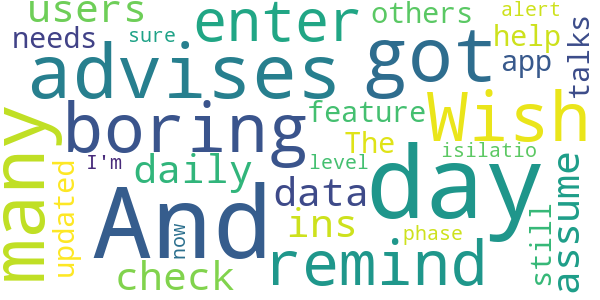 users
enter
others
alert
needs
sure
help
talks
advises
got
app
many
boring
feature
Wish
The
isilatio
I'm
level
daily
day
And
data
updated
ins
assume
still
now
phase
check
remind